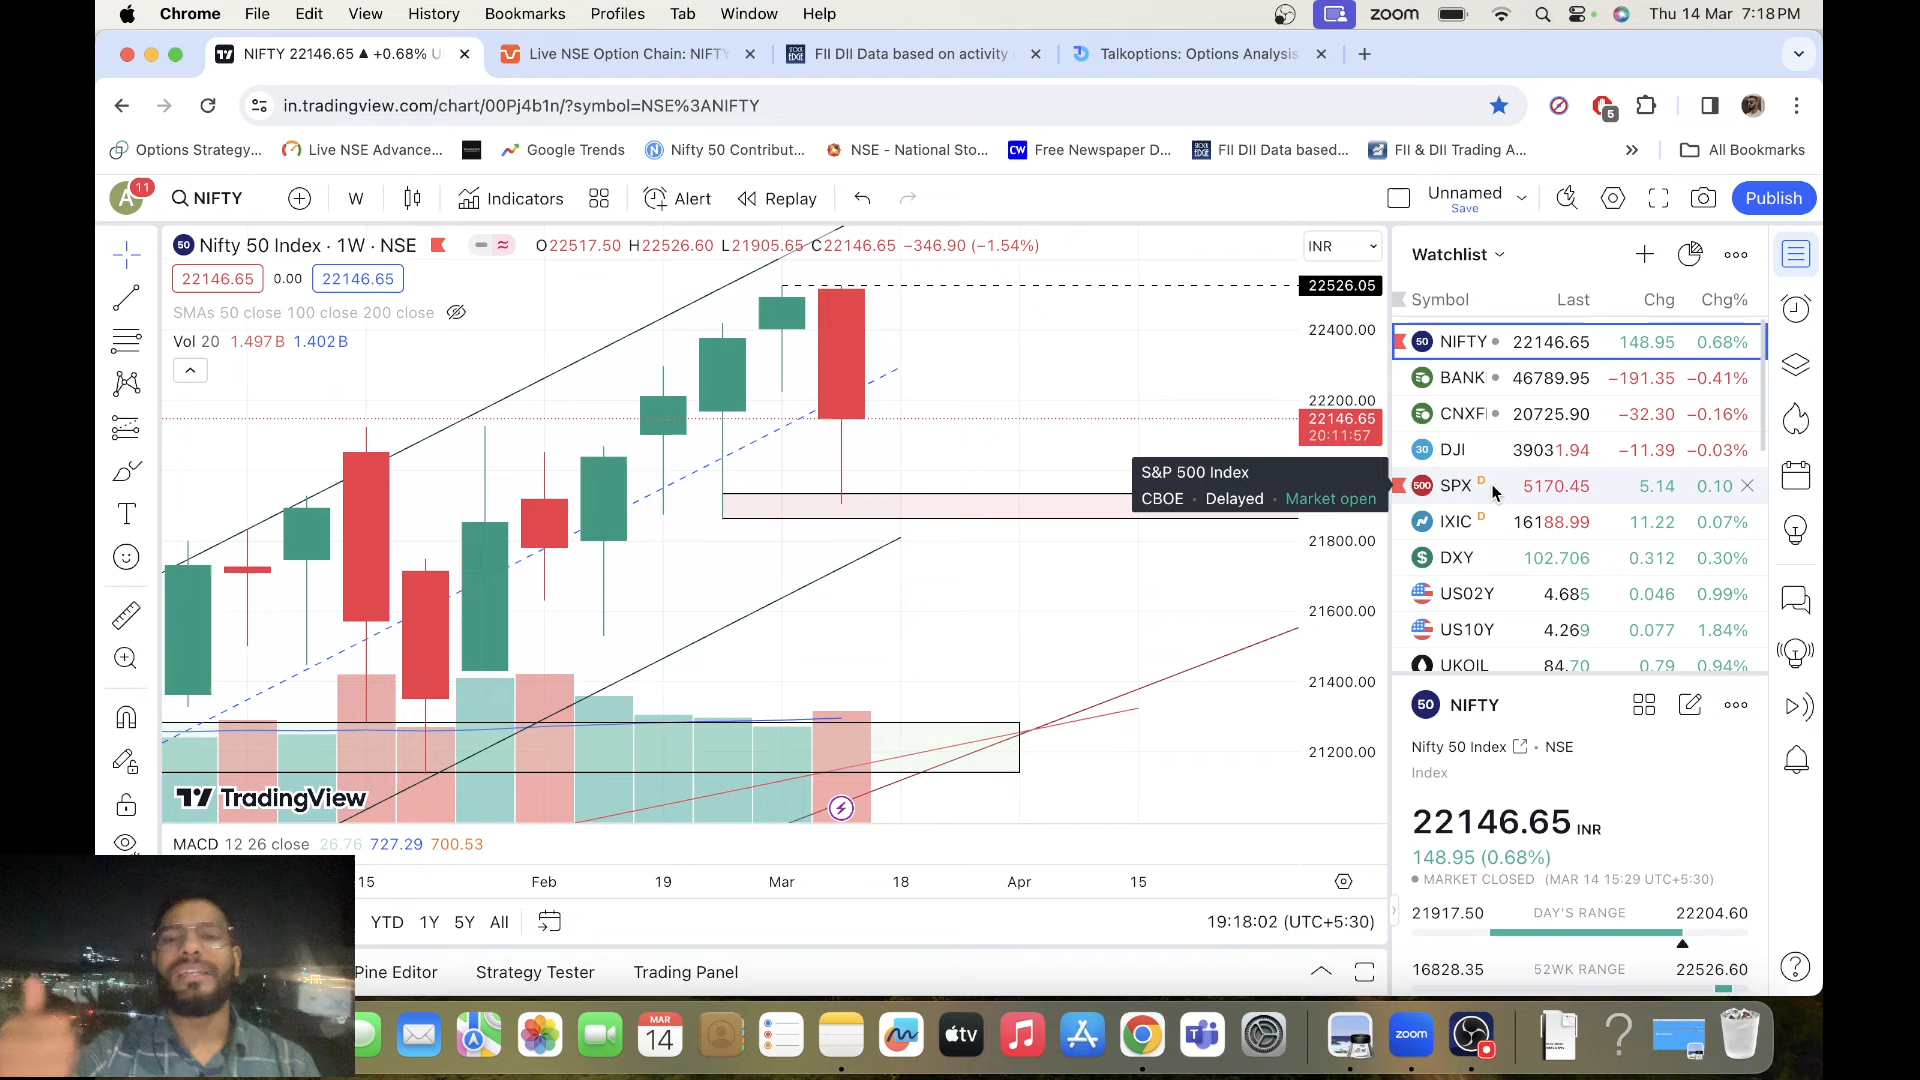 Chrome File Edit View History Bookmarks Profiles Tab Window Help zoom Thu 14 Mar 7:18 PM
NIFTY 22146.65 ▲ +0.68% U Live NSE Option Chain: NIFTY FII DII Data based on activity Talkoptions: Options Analysis
in.tradingview.com/chart/00Pj4b1n/?symbol=NSE%3ANIFTY 5
Options Strategy... Live NSE Advance... Google Trends Nifty 50 Contribut... NSE - National Sto... CW Free Newspaper D... FII DII Data based... FII & DII Trading A... All Bookmarks
A 11 NIFTY W Indicators Alert Replay Unnamed Save Publish
50 Nifty 50 Index · 1W · NSE O22517.50 H22526.60 L21905.65 C22146.65 −346.90 (−1.54%) INR
22146.65 0.00 22146.65
SMAs 50 close 100 close 200 close
Vol 20 1.497B 1.402B
22526.05
22400.00
22200.00
22146.65
20:11:57
21800.00
21600.00
21400.00
21200.00
S&P 500 Index
CBOE · Delayed · Market open
TradingView
MACD 12 26 close 26.76 727.29 700.53
15 Feb 19 Mar 18 Apr 15
YTD 1Y 5Y All 19:18:02 (UTC+5:30)
Pine Editor Strategy Tester Trading Panel
Watchlist
Symbol Last Chg Chg%
50 NIFTY 22146.65 148.95 0.68%
BANK 46789.95 −191.35 −0.41%
CNXF 20725.90 −32.30 −0.16%
30 DJI 39031.94 −11.39 −0.03%
500 SPX D 5170.45 5.14 0.10
IXIC D 16188.99 11.22 0.07%
$ DXY 102.706 0.312 0.30%
US02Y 4.685 0.046 0.99%
US10Y 4.269 0.077 1.84%
UKOIL 84.70 0.79 0.94%
50 NIFTY
Nifty 50 Index • NSE
Index
22146.65 INR
148.95 (0.68%)
MARKET CLOSED (MAR 14 15:29 UTC+5:30)
21917.50 DAY'S RANGE 22204.60
16828.35 52WK RANGE 22526.60
MAR 14 tv zoom